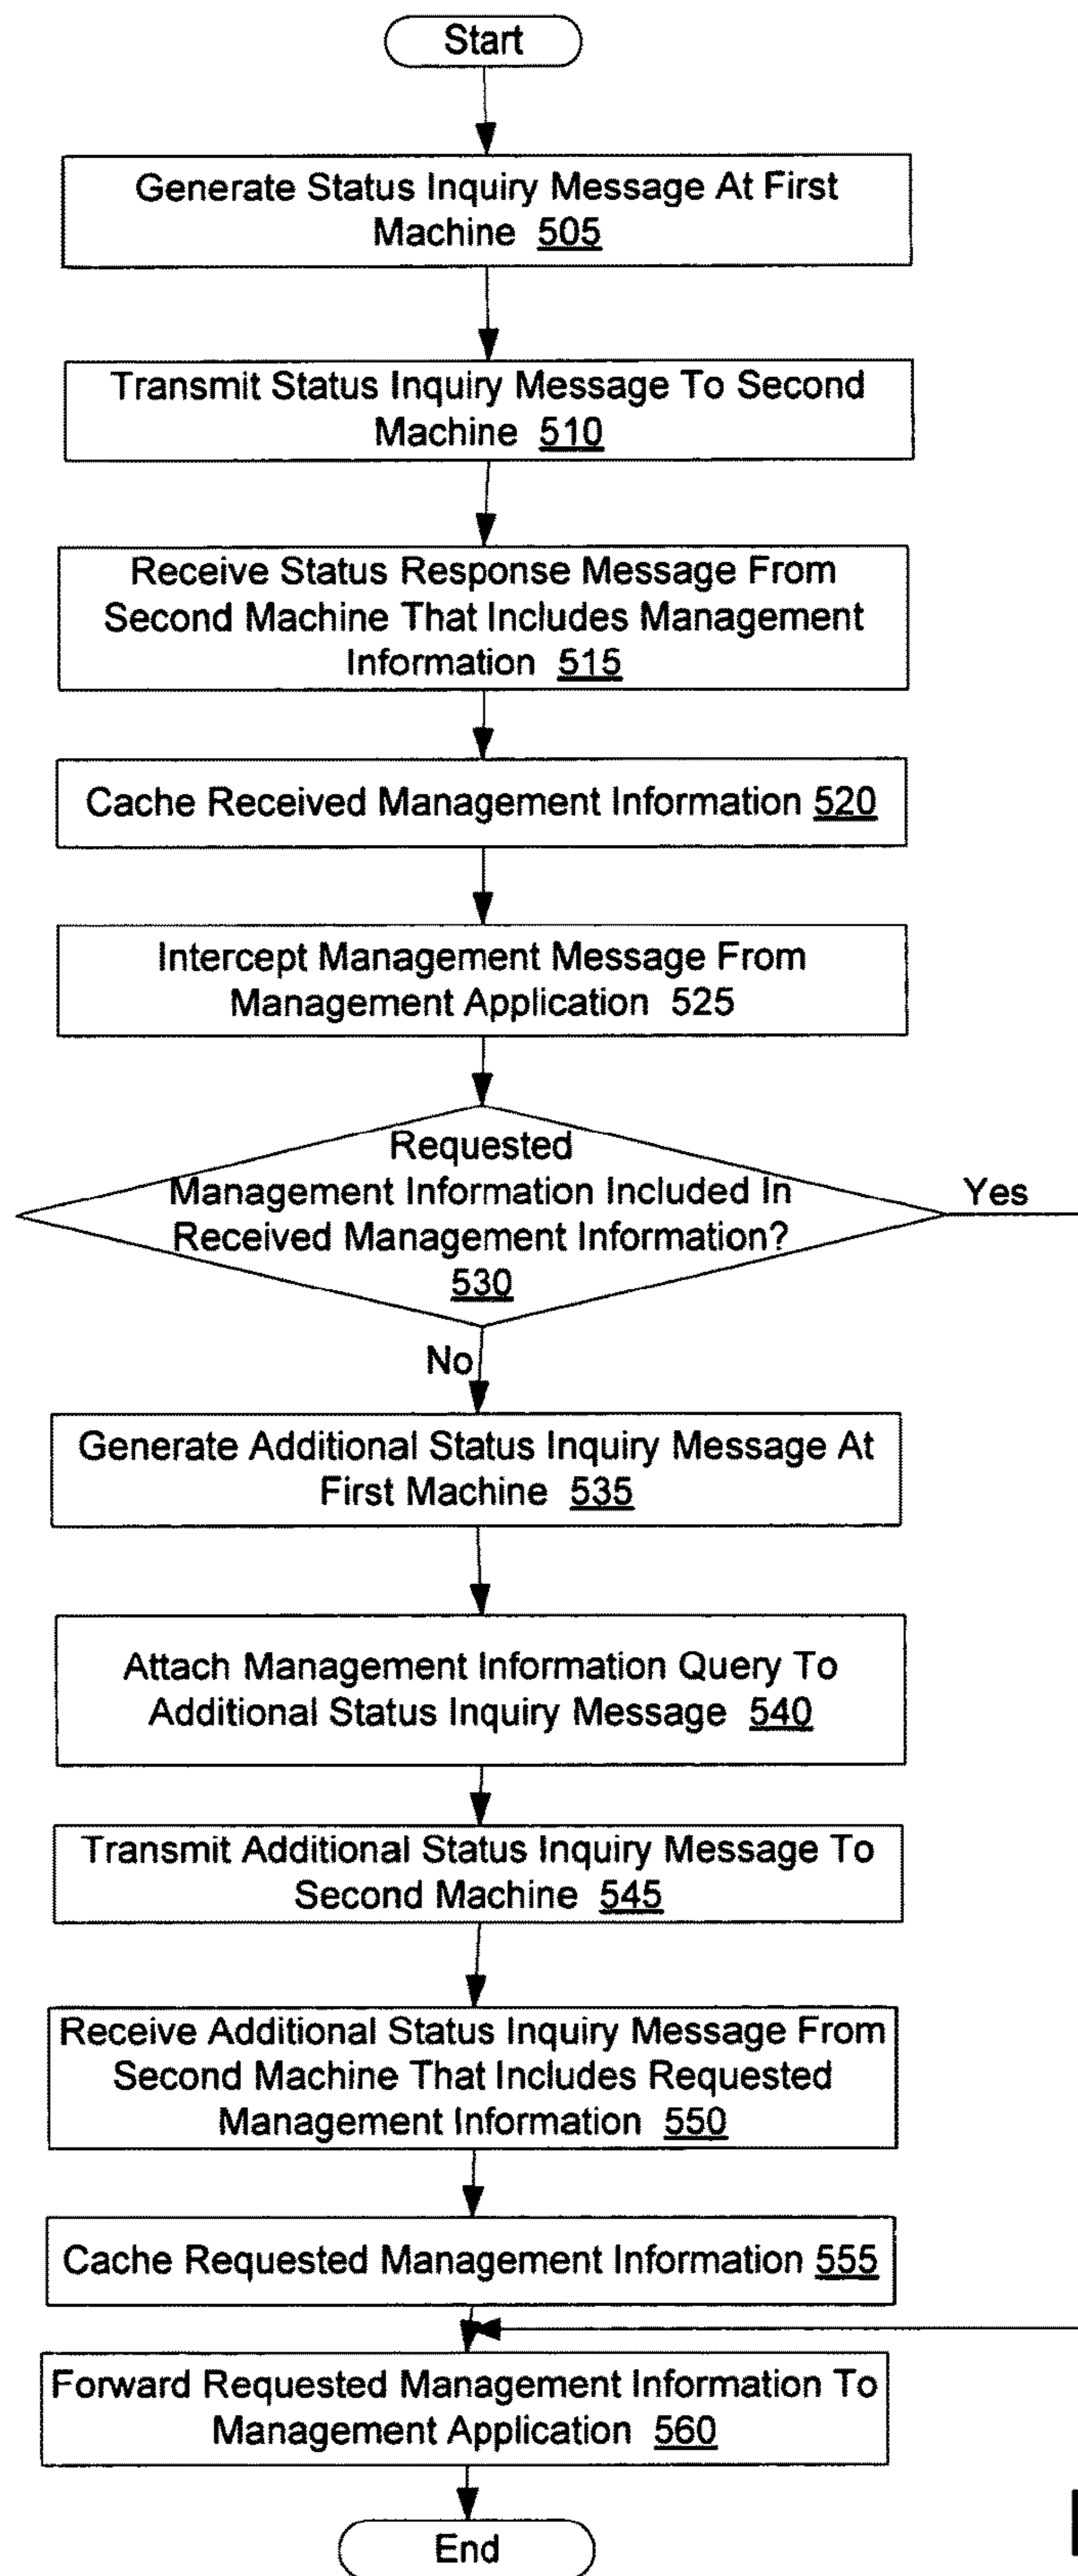 Start
Generate Status Inquiry Message At First
Machine 505
Transmit Status Inquiry Message To Second
Machine 510
Receive Status Response Message From
Second Machine That Includes Management
Information 515
Cache Received Management Information 520
Intercept Management Message From
Management Application 525
Requested
Management Information Included In
Received Management Information?
530
Yes
No
Generate Additional Status Inquiry Message At
First Machine 535
Attach Management Information Query To
Additional Status Inquiry Message 540
Transmit Additional Status Inquiry Message To
Second Machine 545
Receive Additional Status Inquiry Message From
Second Machine That Includes Requested
Management Information 550
Cache Requested Management Information 555
Forward Requested Management Information To
Management Application 560
End